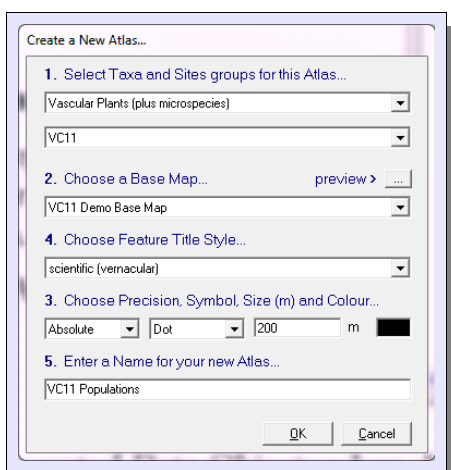 Create a New Atlas...
1. Select Taxa and Sites groups for this Atlas...
Vascular Plants (plus microspecies)
VC11
2. Choose a Base Map... preview > ...
VC11 Demo Base Map
4. Choose Feature Title Style...
scientific (vernacular)
3. Choose Precision, Symbol, Size (m) and Colour...
Absolute Dot 200 m
5. Enter a Name for your new Atlas...
VC11 Populations
OK Cancel